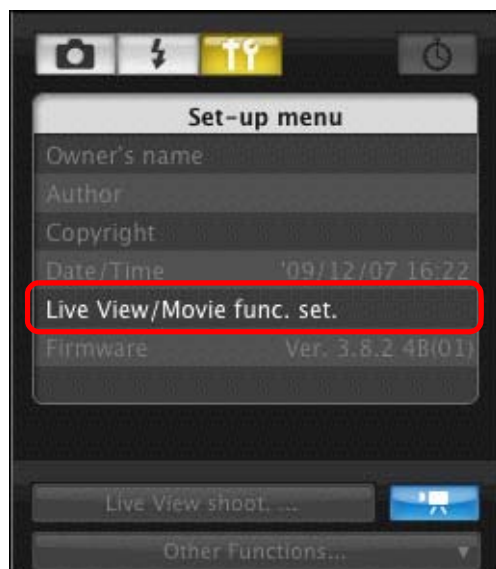 Set-up menu
Owner's name
Author
Copyright
Date/Time '09/12/07 16:22
Live View/Movie func. set.
Firmware Ver. 3.8.2 4B(01)
Live View shoot. ...
Other Functions...